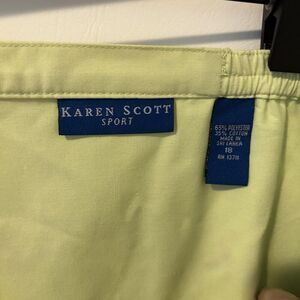 KAREN SCOTT
SPORT
65% POLYESTER
35% COTTON
MADE IN
SRI LANKA
18